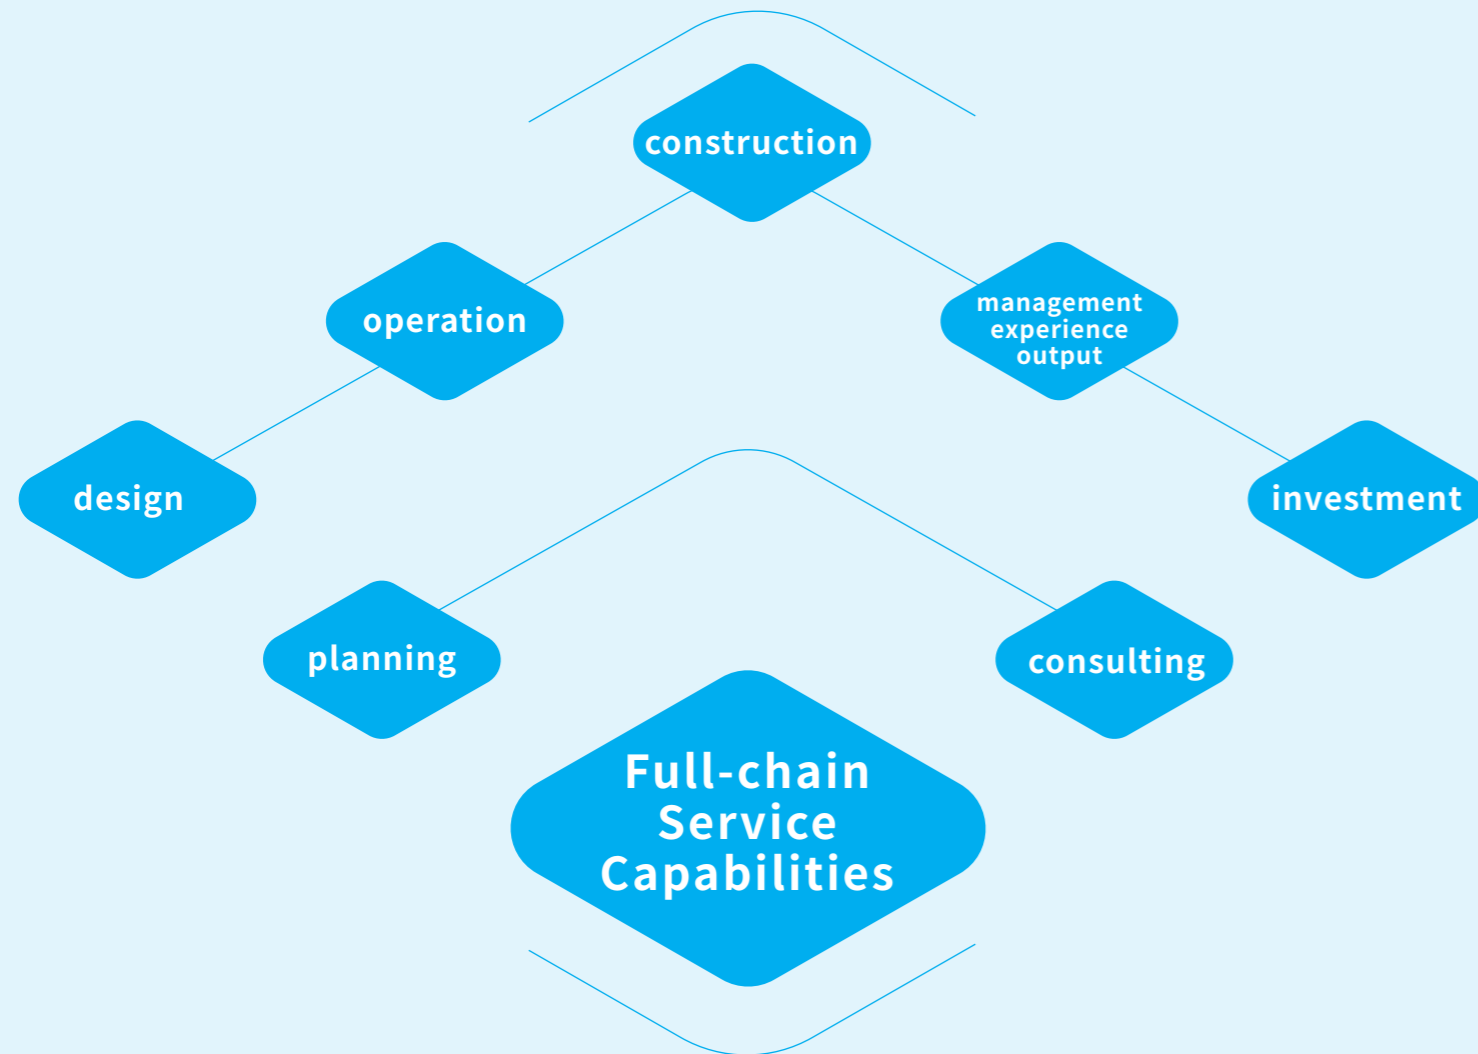 construction
operation
management
experience
output
design
investment
planning
consulting
Full-chain
Service
Capabilities